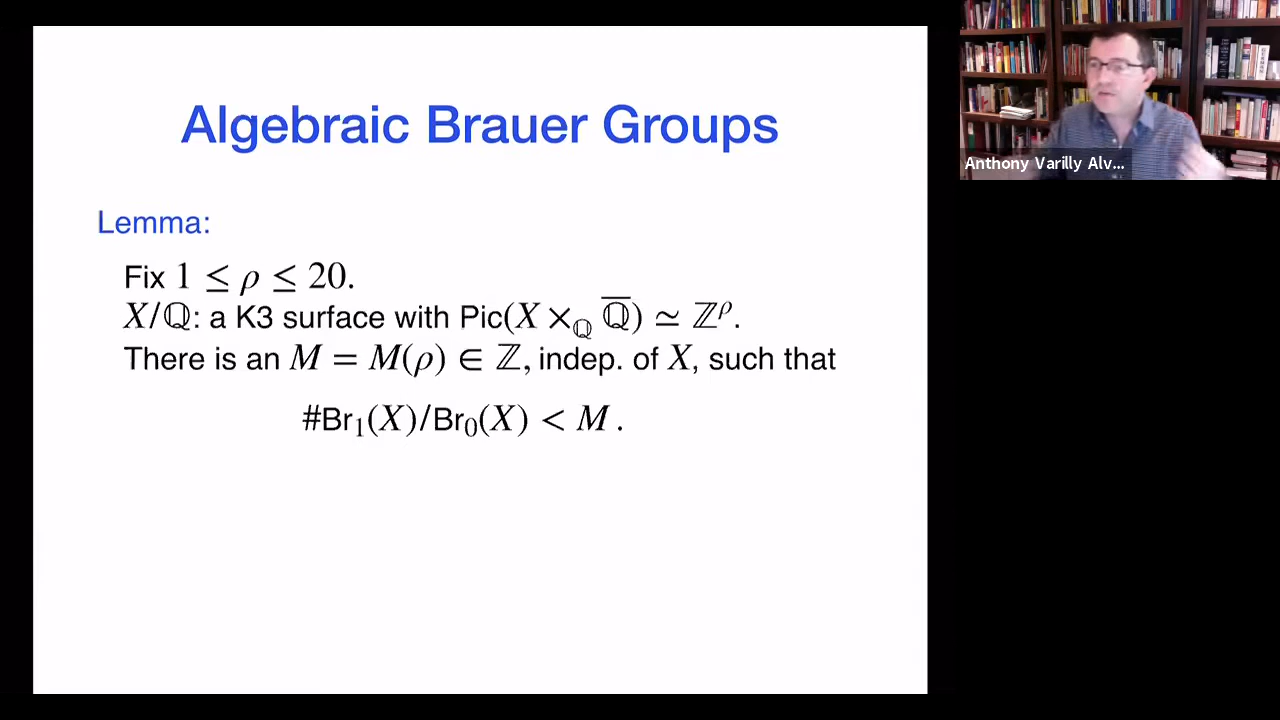 Algebraic Brauer Groups
Lemma:
Fix 1 ≤ ρ ≤ 20.
X/ℚ: a K3 surface with Pic(X ×_ℚ ℚ̅) ≃ ℤ^ρ.
There is an M = M(ρ) ∈ ℤ, indep. of X, such that
#Br₁(X)/Br₀(X) < M.
Anthony Varilly Alv...